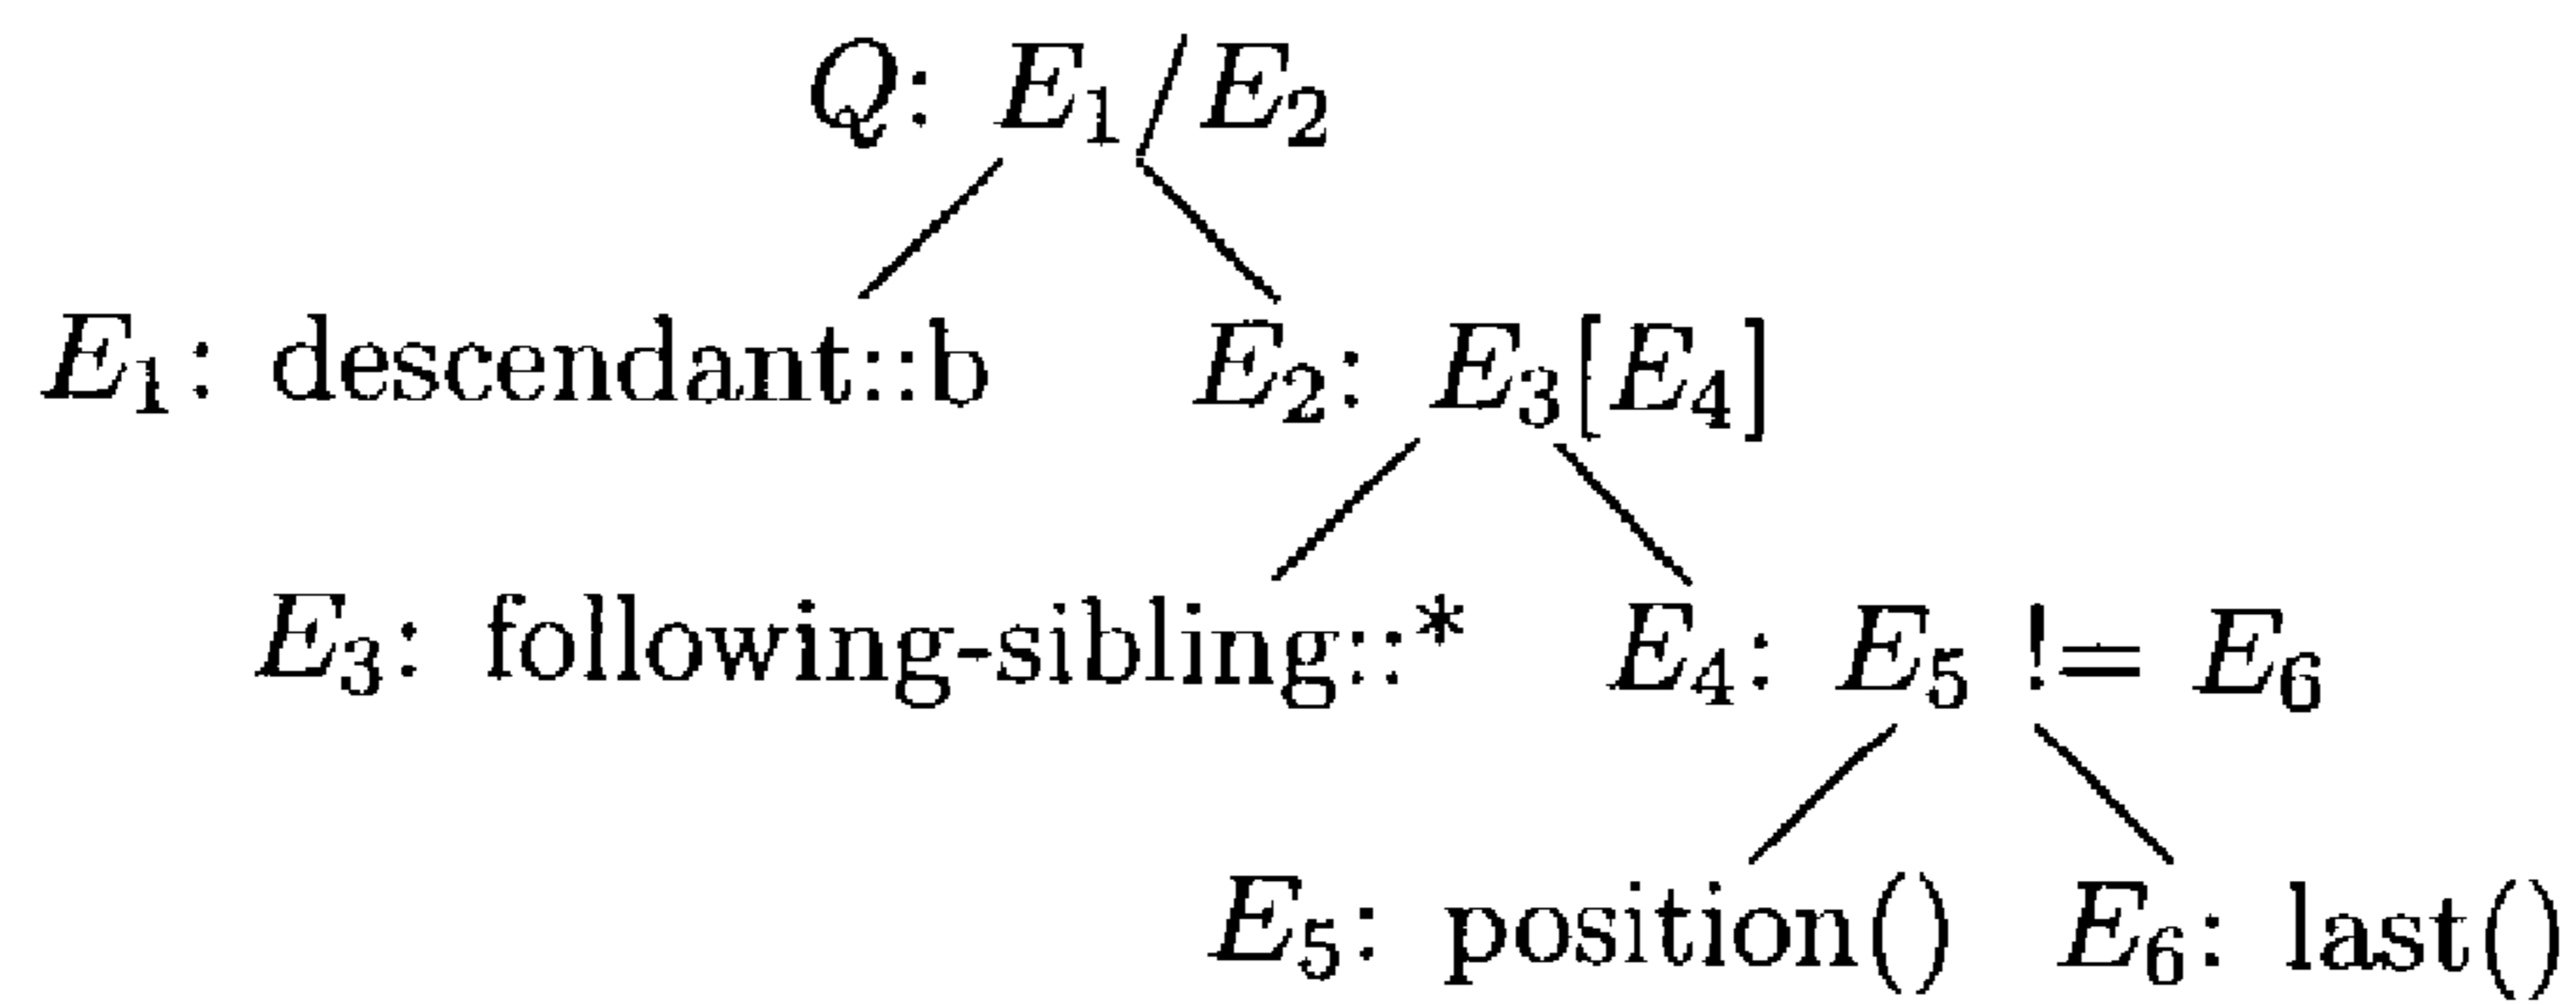 Q: E₁/E₂
E₁: descendant::b E₂: E₃[E₄]
E₃: following-sibling::* E₄: E₅ != E₆
E₅: position() E₆: last()